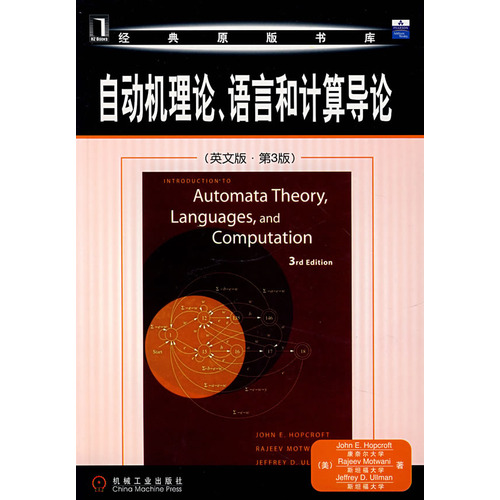 经典原版书库
自动机理论、语言和计算导论
(英文版·第3版)
INTRODUCTION TO
Automata Theory,
Languages, and
Computation
3rd Edition
Start
JOHN E. HOPCROFT
RAJEEV MOTWA
JEFFREY D. UL
(美)
John E. Hopcroft
康奈尔大学
Rajeev Motwani
斯坦福大学
Jeffrey D. Ullman
斯坦福大学
著
机械工业出版社
China Machine Press